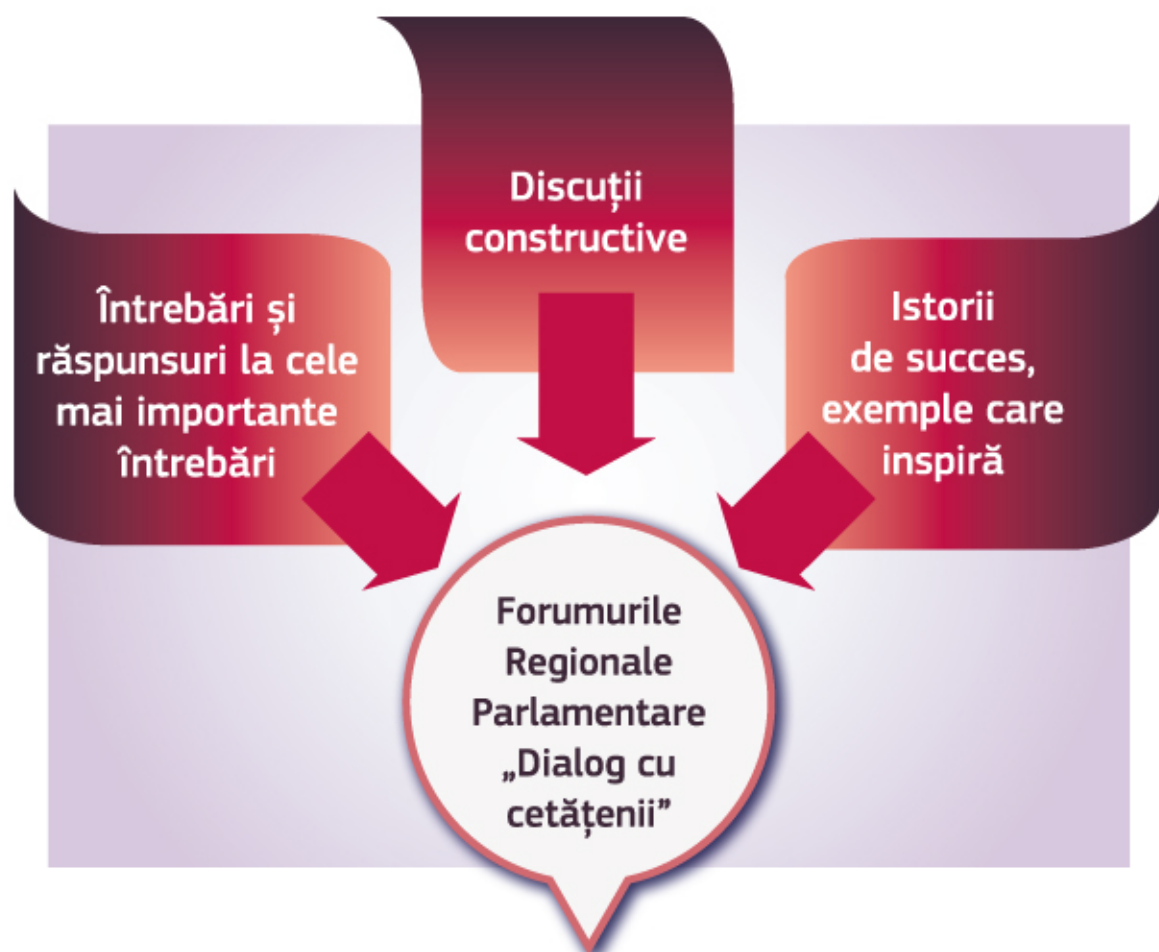 Discuții
constructive
Întrebări și
răspunsuri la cele
mai importante
întrebări
Istorii
de succes,
exemple care
inspiră
Forumurile
Regionale
Parlamentare
„Dialog cu
cetățenii”